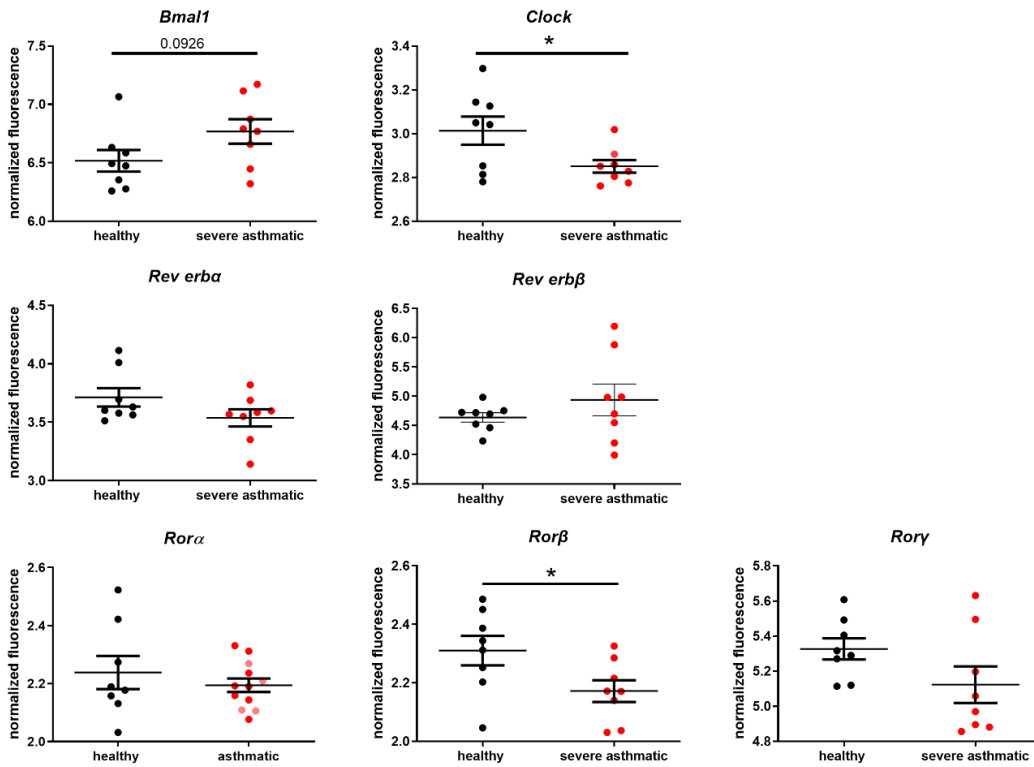 Bmal1
normalized fluorescence
7.5
7.0
6.5
6.0
0.0926
healthy
severe asthmatic
Clock
normalized fluorescence
3.4
3.2
3.0
2.8
2.6
*
healthy
severe asthmatic
Rev erbα
normalized fluorescence
4.5
4.0
3.5
3.0
healthy
severe asthmatic
Rev erbβ
normalized fluorescence
6.5
6.0
5.5
5.0
4.5
4.0
3.5
healthy
severe asthmatic
Rorα
normalized fluorescence
2.6
2.4
2.2
2.0
healthy
asthmatic
Rorβ
normalized fluorescence
2.6
2.4
2.2
2.0
*
healthy
severe asthmatic
Rorγ
normalized fluorescence
5.8
5.6
5.4
5.2
5.0
4.8
healthy
severe asthmatic